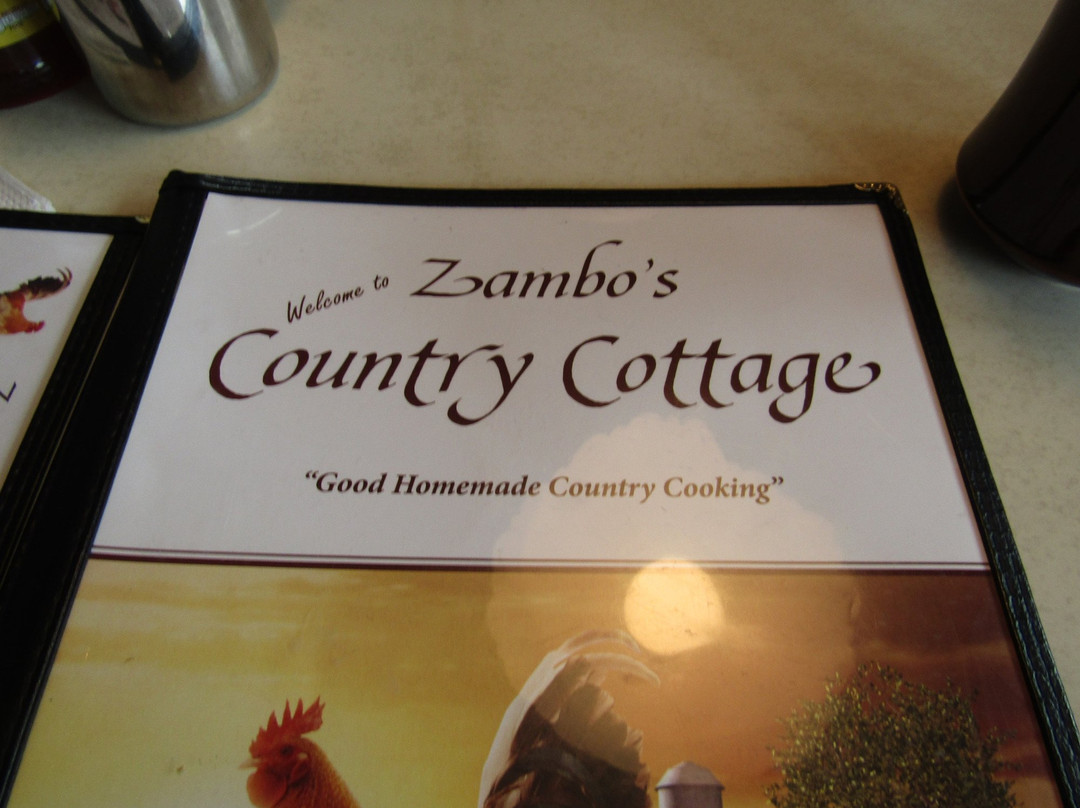 Welcome to Zambo's
Country Cottage
"Good Homemade Country Cooking"